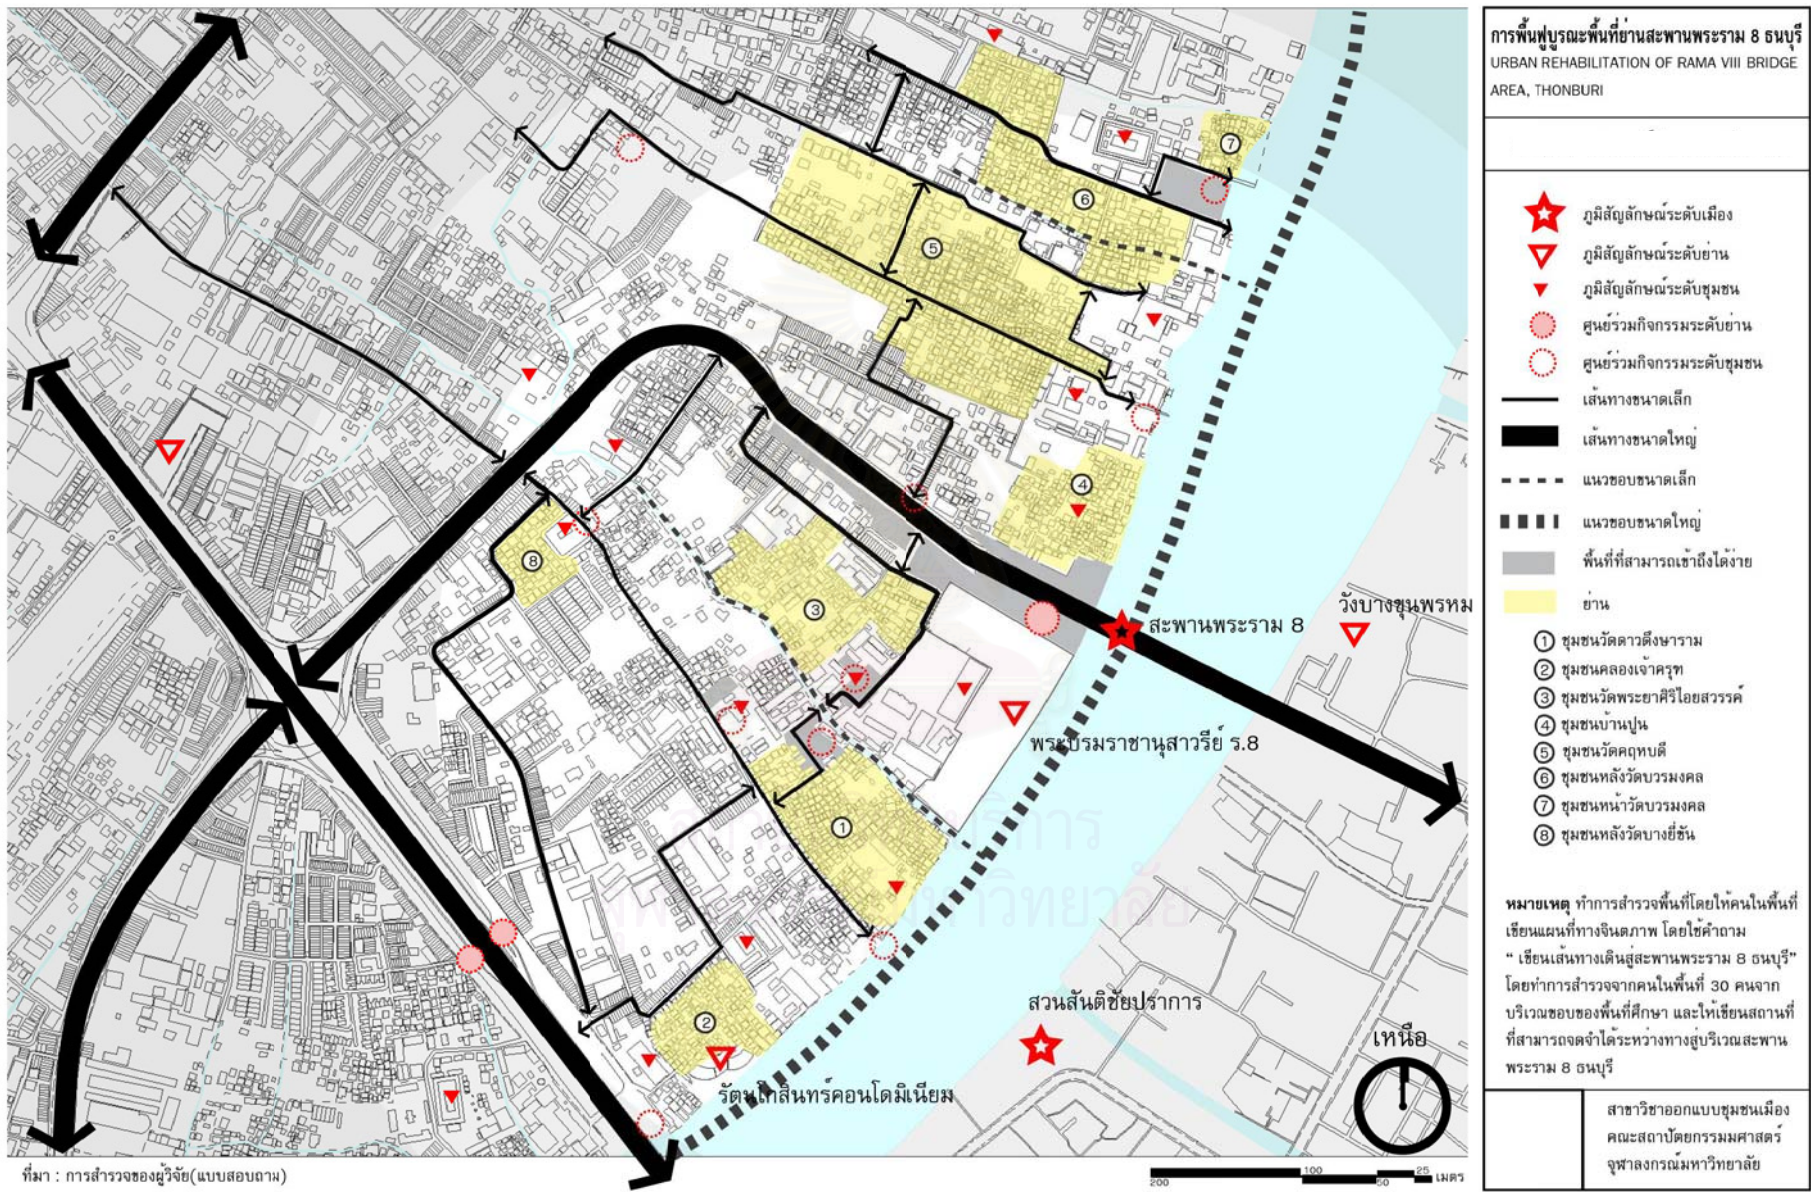 การฟื้นฟูบูรณะพื้นที่ย่านสะพานพระราม 8 ธนบุรี
URBAN REHABILITATION OF RAMA VIII BRIDGE
AREA, THONBURI
ภูมิสัญลักษณ์ระดับเมือง
ภูมิสัญลักษณ์ระดับย่าน
ภูมิสัญลักษณ์ระดับชุมชน
ศูนย์รวมกิจกรรมระดับย่าน
ศูนย์รวมกิจกรรมระดับชุมชน
เส้นทางขนาดเล็ก
เส้นทางขนาดใหญ่
แนวขอบขนาดเล็ก
แนวขอบขนาดใหญ่
พื้นที่ที่สามารถเข้าถึงได้ง่าย
ย่าน
1 ชุมชนวัดดาวดึงษาราม
2 ชุมชนคลองเจ้าครุฑ
3 ชุมชนวัดพระยาศิริไอยสวรรค์
4 ชุมชนบ้านปูน
5 ชุมชนวัดคฤหบดี
6 ชุมชนหลังวัดบวรมงคล
7 ชุมชนหน้าวัดบวรมงคล
8 ชุมชนหลังวัดบางยี่ขัน
หมายเหตุ ทำการสำรวจพื้นที่โดยให้คนในพื้นที่
เขียนแผนที่ทางจินตภาพ โดยใช้คำถาม
“ เขียนเส้นทางเดินสู่สะพานพระราม 8 ธนบุรี”
โดยทำการสำรวจจากคนในพื้นที่ 30 คนจาก
บริเวณขอบของพื้นที่ศึกษา และให้เขียนสถานที่
ที่สามารถจดจำได้ระหว่างทางสู่บริเวณสะพาน
พระราม 8 ธนบุรี
สาขาวิชาออกแบบชุมชนเมือง
คณะสถาปัตยกรรมศาสตร์
จุฬาลงกรณ์มหาวิทยาลัย
7
6
5
4
8
3
วังบางขุนพรหม
สะพานพระราม 8
พระบรมราชานุสาวรีย์ ร.8
1
สวนสันติชัยปราการ
2
เหนือ
รัตนโกสินทร์คอนโดมิเนียม
ที่มา : การสำรวจของผู้วิจัย(แบบสอบถาม)
200 100 50 25 เมตร